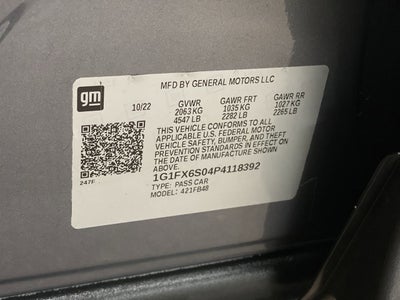 gm
MFD BY GENERAL MOTORS LLC
10/22 GVWR GAWR FRT GAWR RR
2063 KG 1035 KG 1027 KG
4547 LB 2282 LB 2265 LB
THIS VEHICLE CONFORMS TO ALL
APPLICABLE U.S. FEDERAL MOTOR
VEHICLE SAFETY, BUMPER, AND THEFT
PREVENTION STANDARDS IN EFFECT ON
THE DATE OF MANUFACTURE SHOWN
ABOVE.
1G1FX6S04P4118392
TYPE: PASS CAR
MODEL: 421FB48
247F